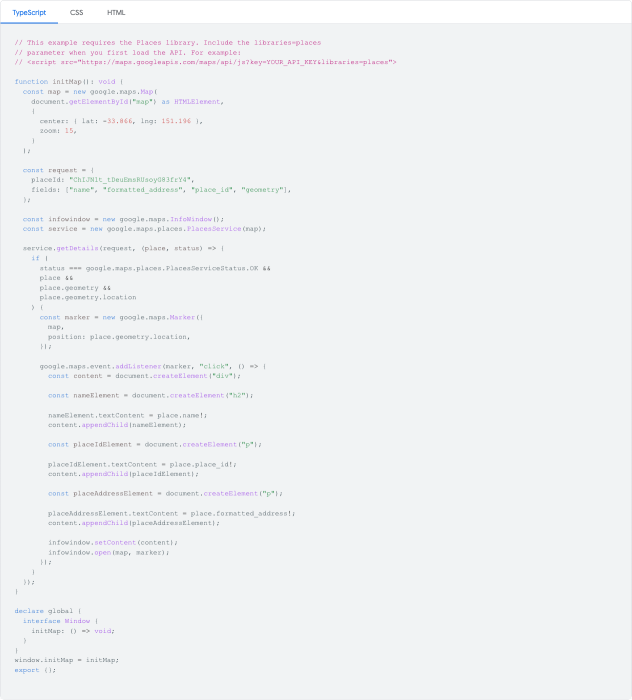 TypeScript CSS HTML
// This example requires the Places library. Include the libraries=places
// parameter when you first load the API. For example:
// <script src="https://maps.googleapis.com/maps/api/js?key=YOUR_API_KEY&libraries=places">
function initMap(): void {
const map = new google.maps.Map(
document.getElementById("map") as HTMLElement,
{
center: { lat: -33.866, lng: 151.196 },
zoom: 15,
}
);
const request = {
placeId: "ChIJN1t_tDeuEmsRUsoyG83frY4",
fields: ["name", "formatted_address", "place_id", "geometry"],
};
const infowindow = new google.maps.InfoWindow();
const service = new google.maps.places.PlacesService(map);
service.getDetails(request, (place, status) => {
if (
status === google.maps.places.PlacesServiceStatus.OK &&
place &&
place.geometry &&
place.geometry.location
) {
const marker = new google.maps.Marker({
map,
position: place.geometry.location,
});
google.maps.event.addListener(marker, "click", () => {
const content = document.createElement("div");
const nameElement = document.createElement("h2");
nameElement.textContent = place.name!;
content.appendChild(nameElement);
const placeIdElement = document.createElement("p");
placeIdElement.textContent = place.place_id!;
content.appendChild(placeIdElement);
const placeAddressElement = document.createElement("p");
placeAddressElement.textContent = place.formatted_address!;
content.appendChild(placeAddressElement);
infowindow.setContent(content);
infowindow.open(map, marker);
});
}
});
}
declare global {
interface Window {
initMap: () => void;
}
}
window.initMap = initMap;
export {};